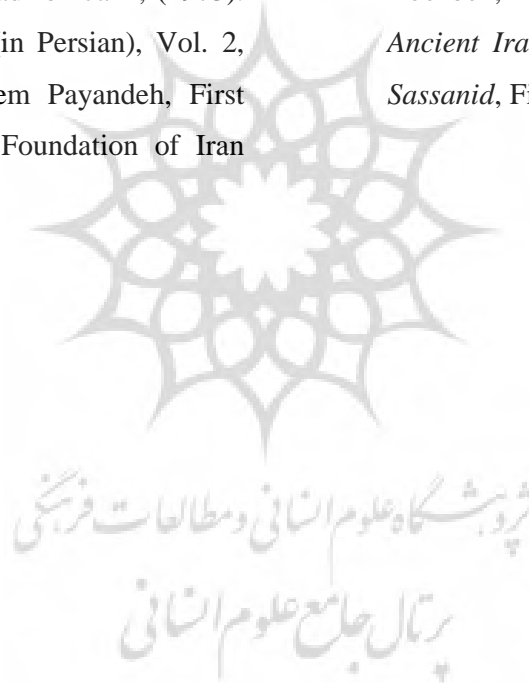 (in Persian), Vol. 2,
Payandeh, First
Foundation of Iran
Ancient Ira
Sassanid, Fi
پژوهشگاه علوم انسانی و مطالعات فرهنگی
پرتال جامع علوم انسانی